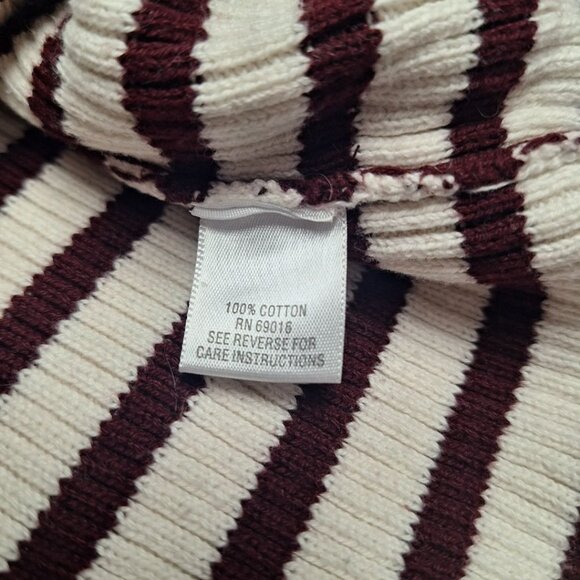 100% COTTON
RN 69016
SEE REVERSE FOR
CARE INSTRUCTIONS